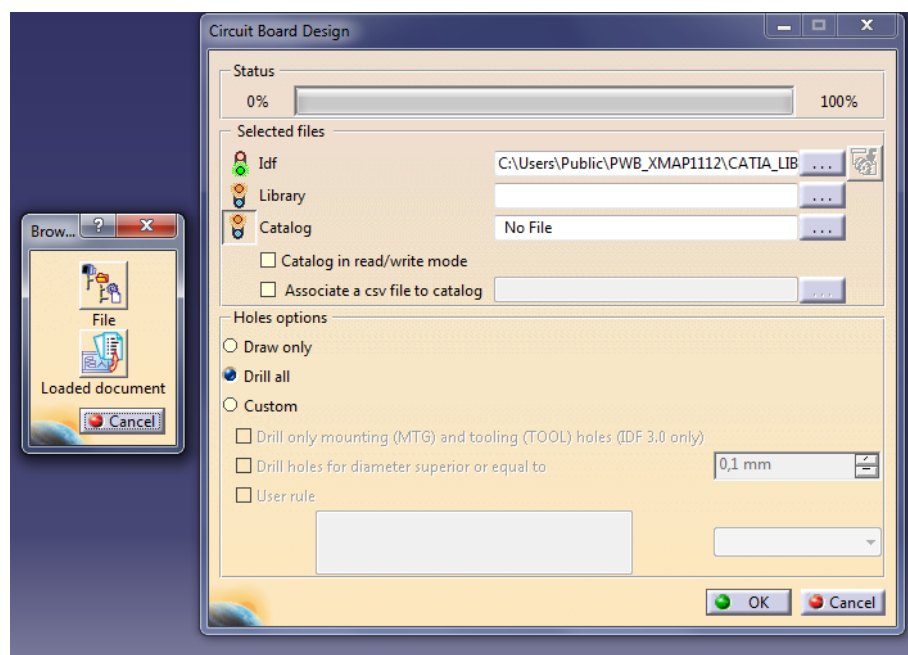 Circuit Board Design
Status
0%
100%
Selected files
Idf
C:\Users\Public\PWB_XMAP1112\CATIA_LIB
...
Library
...
Catalog
No File
...
Catalog in read/write mode
Associate a csv file to catalog
...
Holes options
Draw only
Drill all
Custom
Drill only mounting (MTG) and tooling (TOOL) holes (IDF 3.0 only)
Drill holes for diameter superior or equal to
0,1 mm
User rule
OK
Cancel
Brow...
?
X
File
Loaded document
Cancel